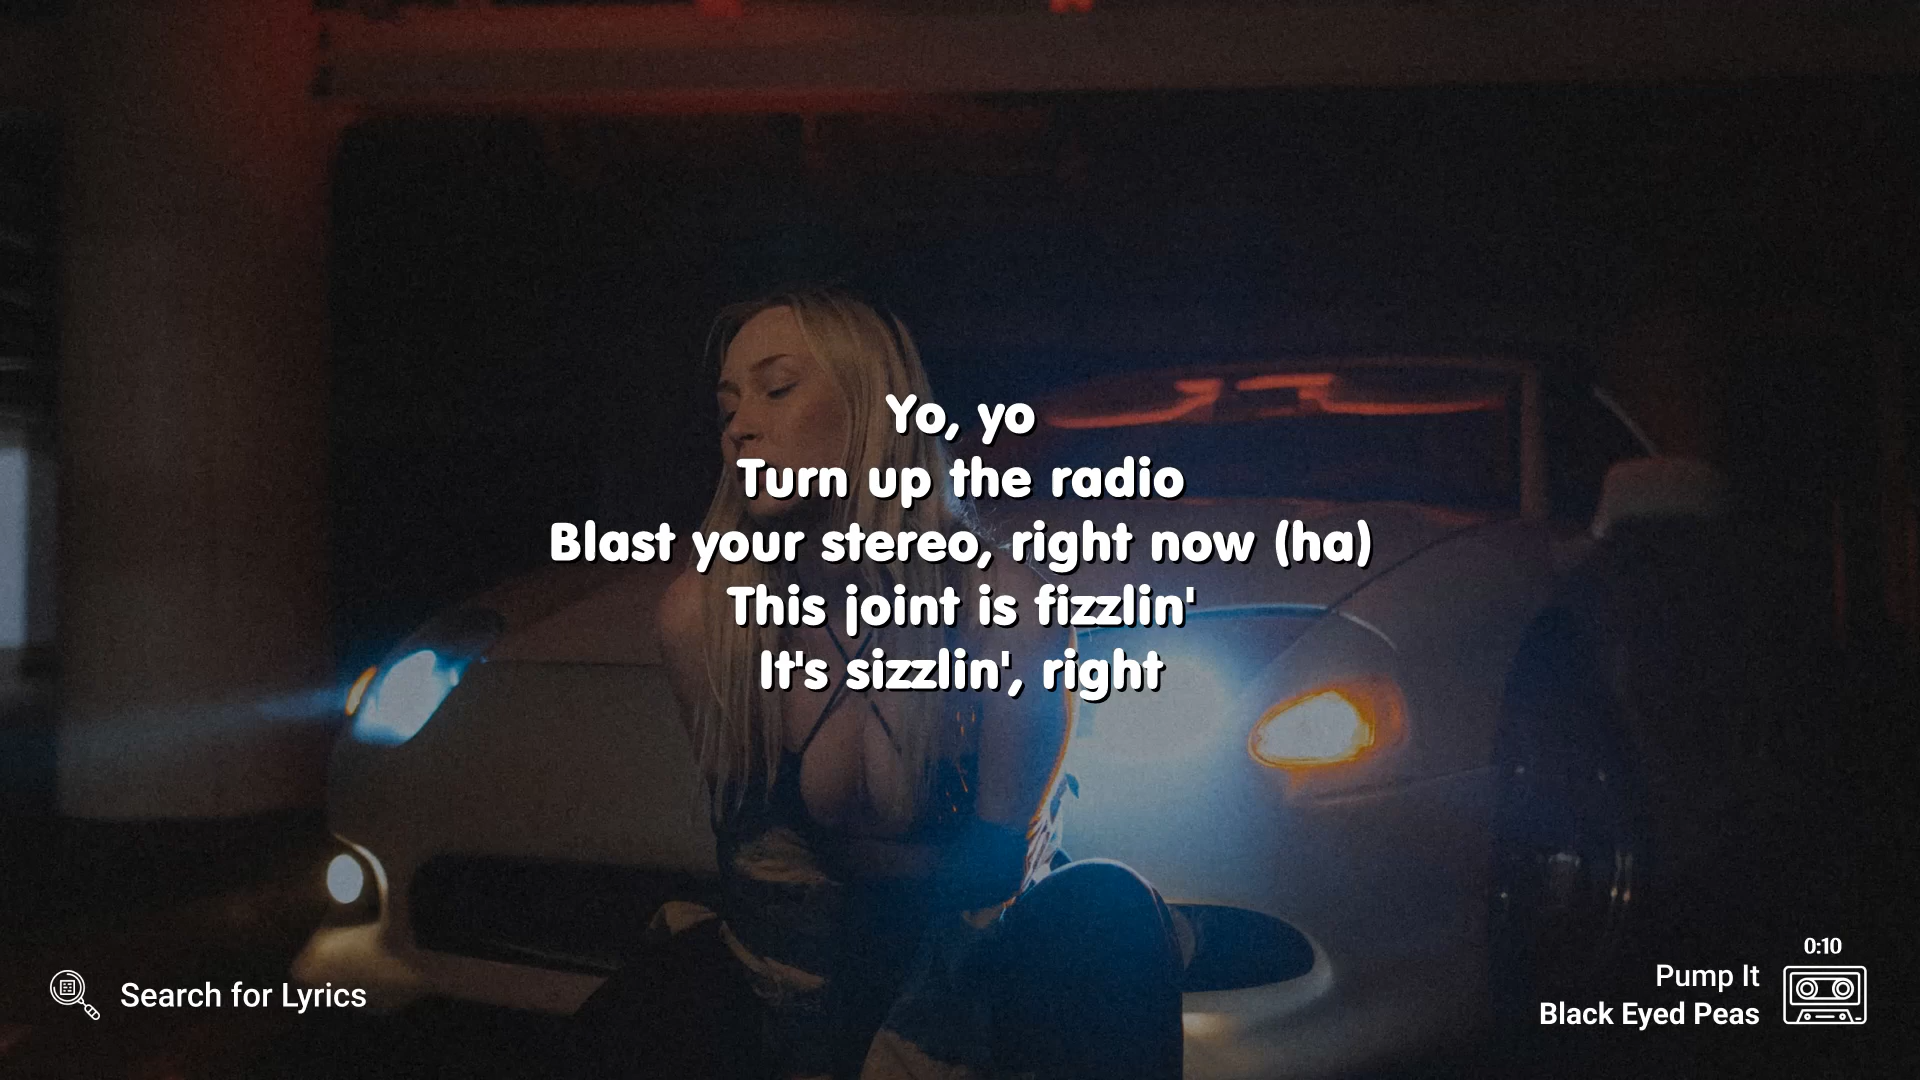 Yo, yo
Turn up the radio
Blast your stereo, right now (ha)
This joint is fizzlin'
It's sizzlin', right
Search for Lyrics
0:10
Pump It
Black Eyed Peas